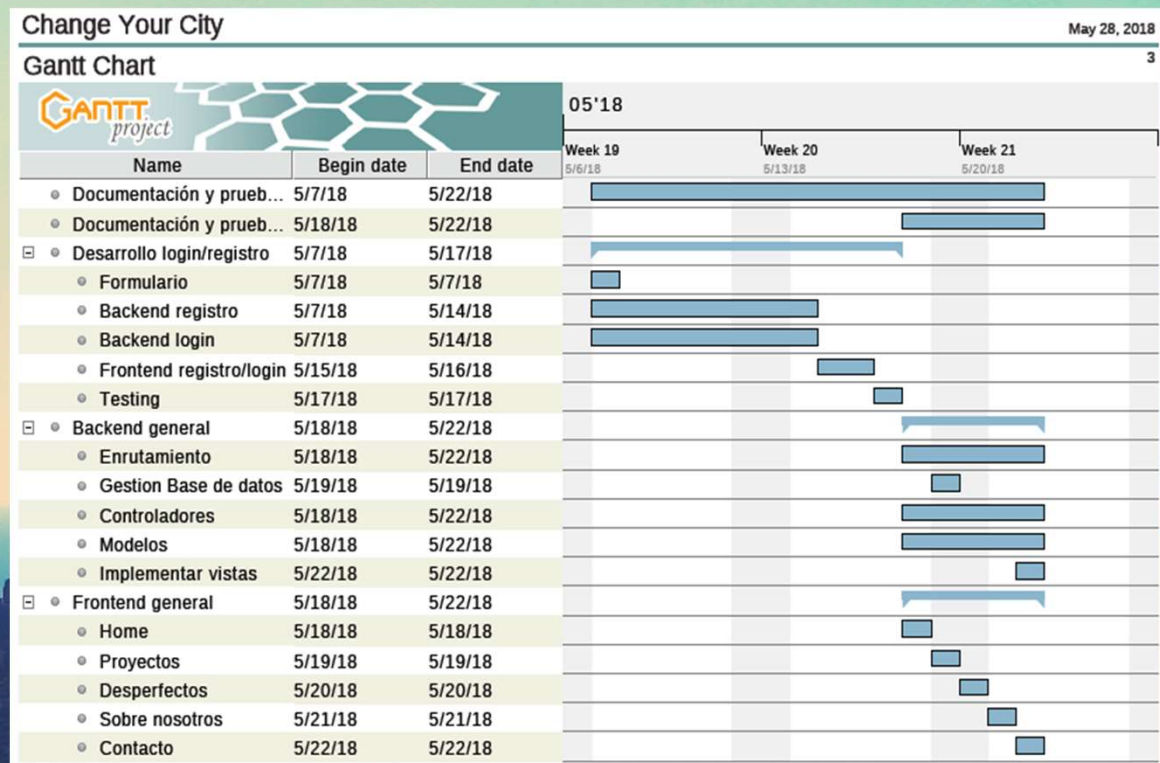 Change Your City
May 28, 2018
Gantt Chart
3
GANTT
project
05'18
Week 19 Week 20 Week 21
5/6/18 5/13/18 5/20/18
Name Begin date End date
Documentación y prueb... 5/7/18 5/22/18
Documentación y prueb... 5/18/18 5/22/18
Desarrollo login/registro 5/7/18 5/17/18
Formulario 5/7/18 5/7/18
Backend registro 5/7/18 5/14/18
Backend login 5/7/18 5/14/18
Frontend registro/login 5/15/18 5/16/18
Testing 5/17/18 5/17/18
Backend general 5/18/18 5/22/18
Enrutamiento 5/18/18 5/22/18
Gestion Base de datos 5/19/18 5/19/18
Controladores 5/18/18 5/22/18
Modelos 5/18/18 5/22/18
Implementar vistas 5/22/18 5/22/18
Frontend general 5/18/18 5/22/18
Home 5/18/18 5/18/18
Proyectos 5/19/18 5/19/18
Desperfectos 5/20/18 5/20/18
Sobre nosotros 5/21/18 5/21/18
Contacto 5/22/18 5/22/18